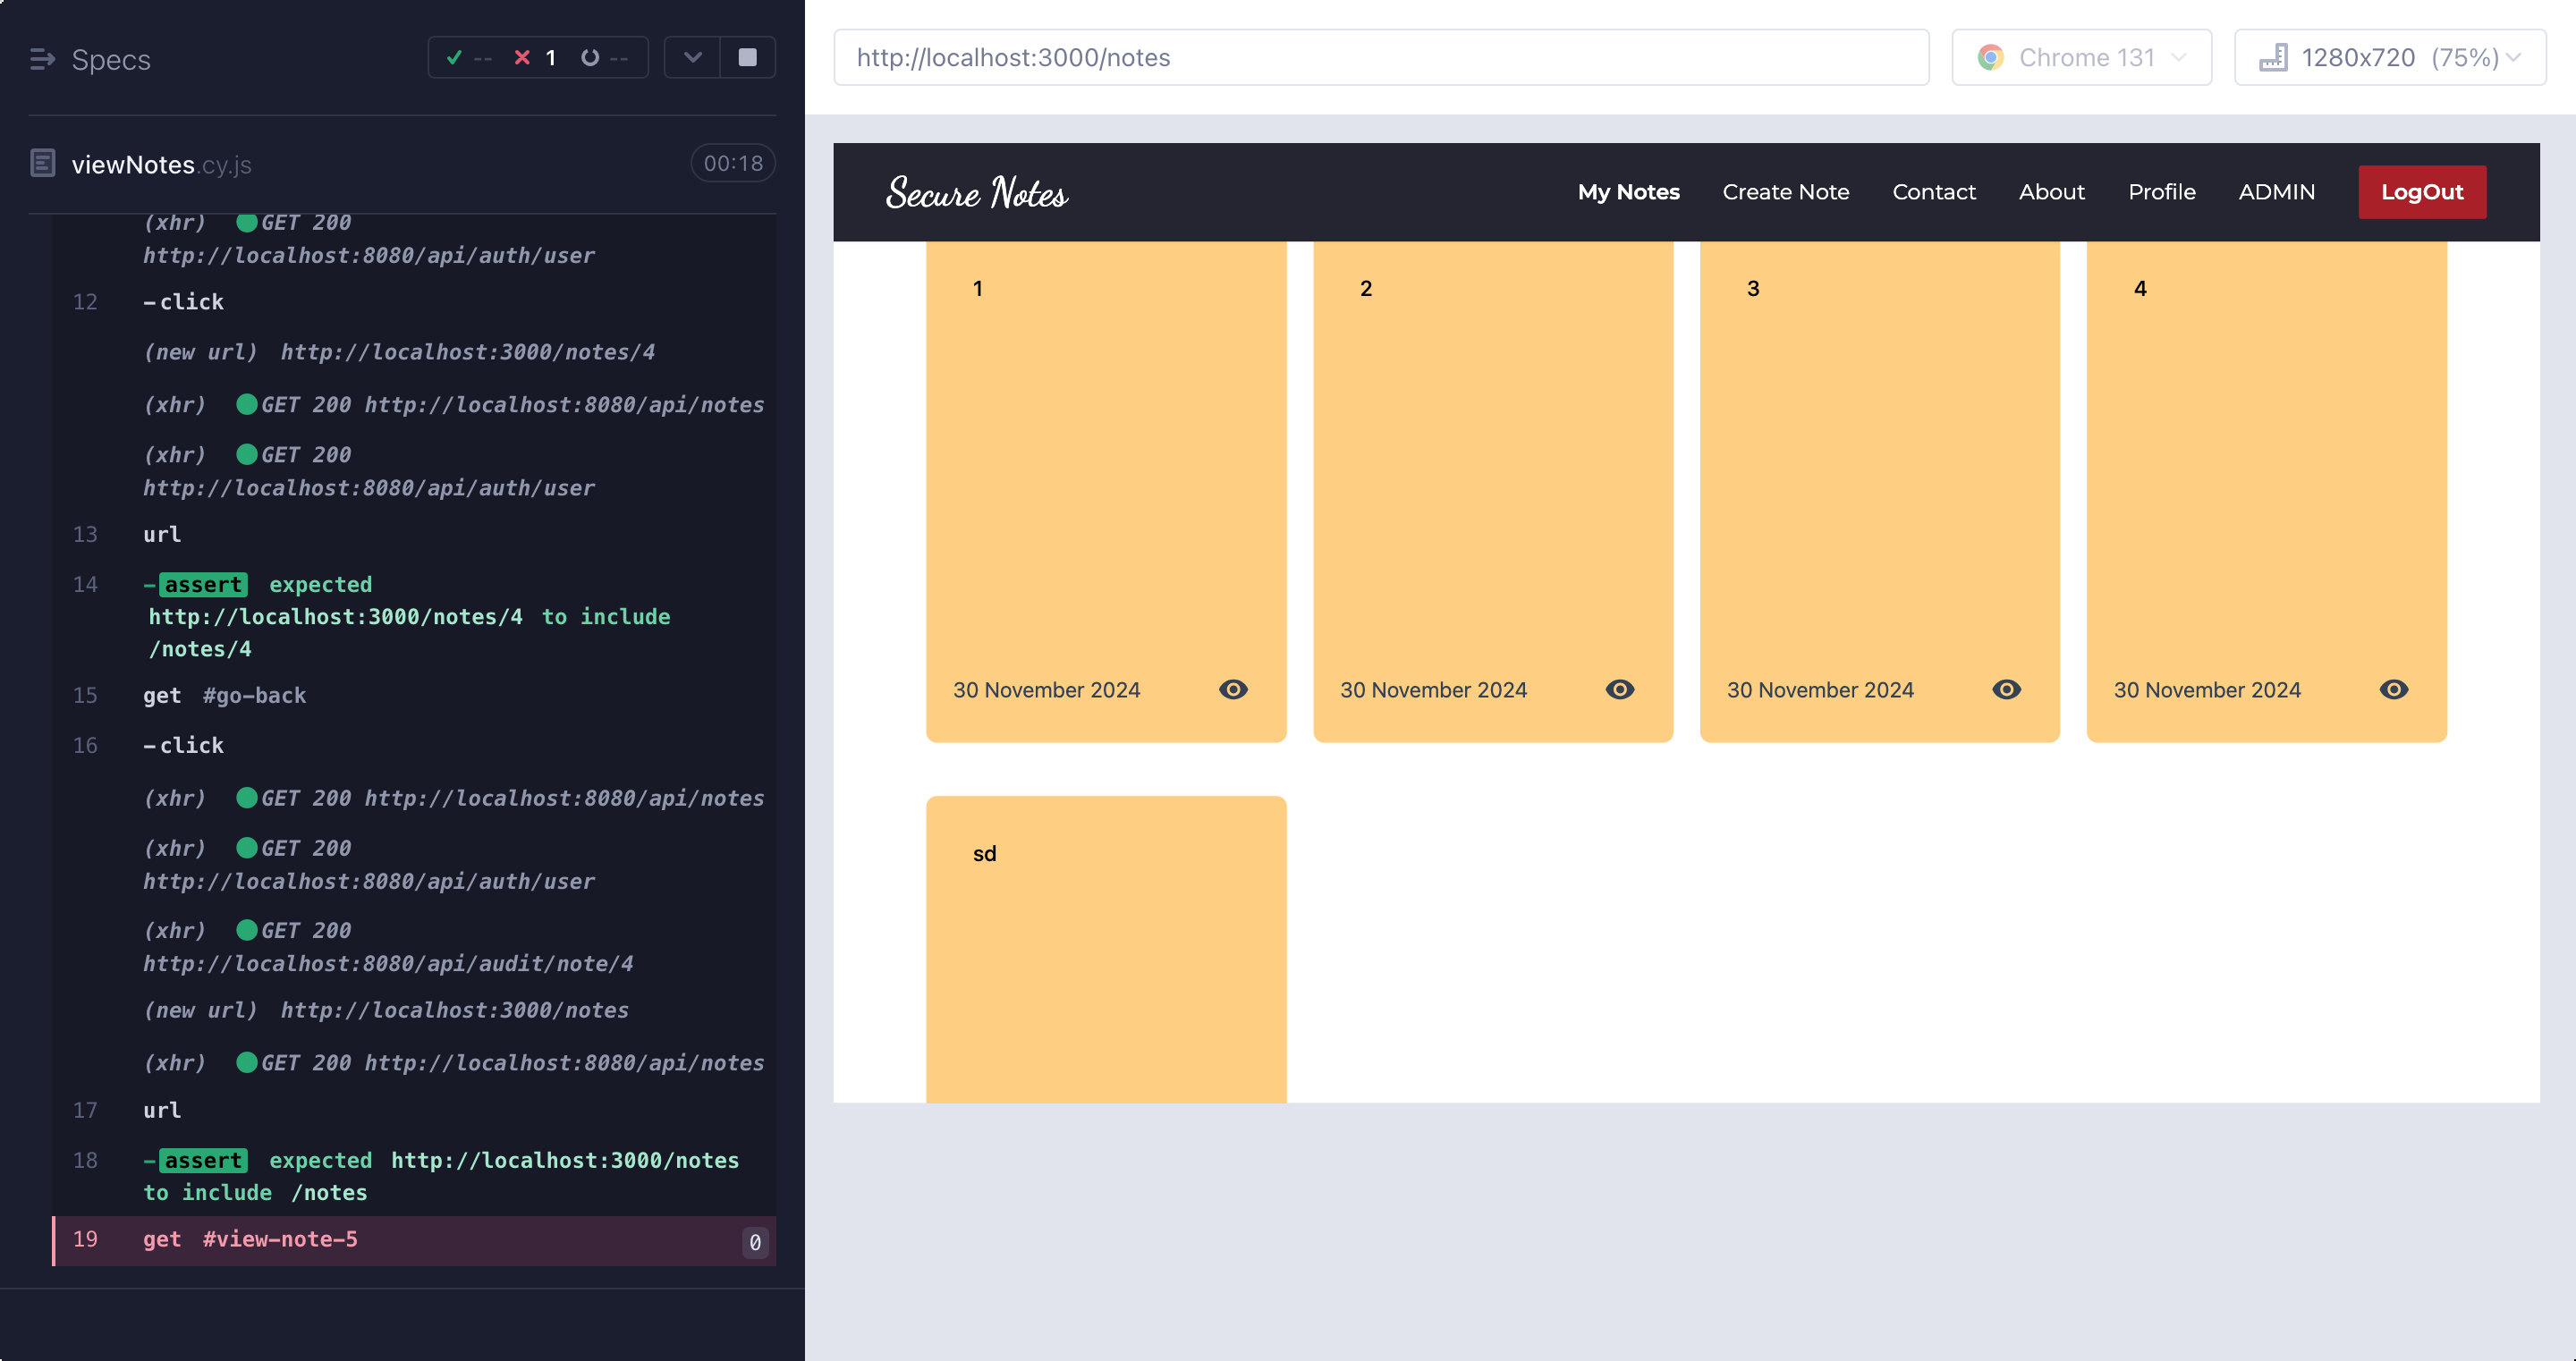 Specs
-- 1 --
viewNotes.cy.js 00:18
(xhr) GET 200
http://localhost:8080/api/auth/user
12 -click
(new url) http://localhost:3000/notes/4
(xhr) GET 200 http://localhost:8080/api/notes
(xhr) GET 200
http://localhost:8080/api/auth/user
13 url
14 -assert expected
http://localhost:3000/notes/4 to include
/notes/4
15 get #go-back
16 -click
(xhr) GET 200 http://localhost:8080/api/notes
(xhr) GET 200
http://localhost:8080/api/auth/user
(xhr) GET 200
http://localhost:8080/api/audit/note/4
(new url) http://localhost:3000/notes
(xhr) GET 200 http://localhost:8080/api/notes
17 url
18 -assert expected http://localhost:3000/notes
to include /notes
19 get #view-note-5 0
http://localhost:3000/notes Chrome 131 1280x720 (75%)
Secure Notes My Notes Create Note Contact About Profile ADMIN LogOut
1 2 3 4
30 November 2024 30 November 2024 30 November 2024 30 November 2024
sd